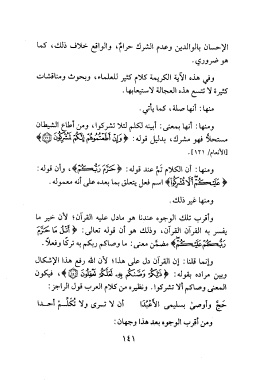 الإحسان بالوالدين وعدم الشرك حرامٌ، والواقع خلاف ذلك، كما
هو ضروري.
وفي هذه الآية الكريمة كلام كثير للعلماء، وبحوث ومناقشات
كثيرة لا تتسع هذه العجالة لاستيعابها.
منها: أنها صلة، كما يأتي.
ومنها: أنها بمعنى: أبينه لكم لئلا تشركوا، ومن أطاع الشيطان
مستحلاً فهو مشرك، بدليل قوله: ﴿وَإِنْ أَطَعْتُمُوهُمْ إِنَّكُمْ لَمُشْرِكُونَ ﴾
[الأنعام/ ١٢١].
ومنها: أن الكلام تمَّ عند قوله: ﴿حَرَّمَ رَبُّكُمْ﴾، وأن قوله:
﴿عَلَيْكُمْ أَلَّا تُشْرِكُوا﴾ اسم فعل يتعلق بما بعده على أنه معموله.
ومنها غير ذلك.
وأقرب تلك الوجوه عندنا هو مادل عليه القرآن؛ لأن خير ما
يفسر به القرآن القرآن، وذلك هو أن قوله تعالى: ﴿أَتْلُ مَا حَرَّمَ
رَبُّكُمْ عَلَيْكُمْ﴾ مضمَّن معنى: ما وصاكم ربكم به تركاً وفعلاً.
وإنما قلنا: إن القرآن دل على هذا؛ لأن الله رفع هذا الإشكال
وبين مراده بقوله: ﴿ذَٰلِكُمْ وَصَّىٰكُمْ بِهِ لَعَلَّكُمْ تَعْقِلُونَ ﴾، فيكون
المعنى وصاكم ألا تشركوا. ونظيره من كلام العرب قول الراجز:
حَجَّ وأوصىٰ بسليمى الأعْبُدَا أن لا ترى ولا تُكلِّمْ أحدا
ومن أقرب الوجوه بعد هذا وجهان:
١٤١